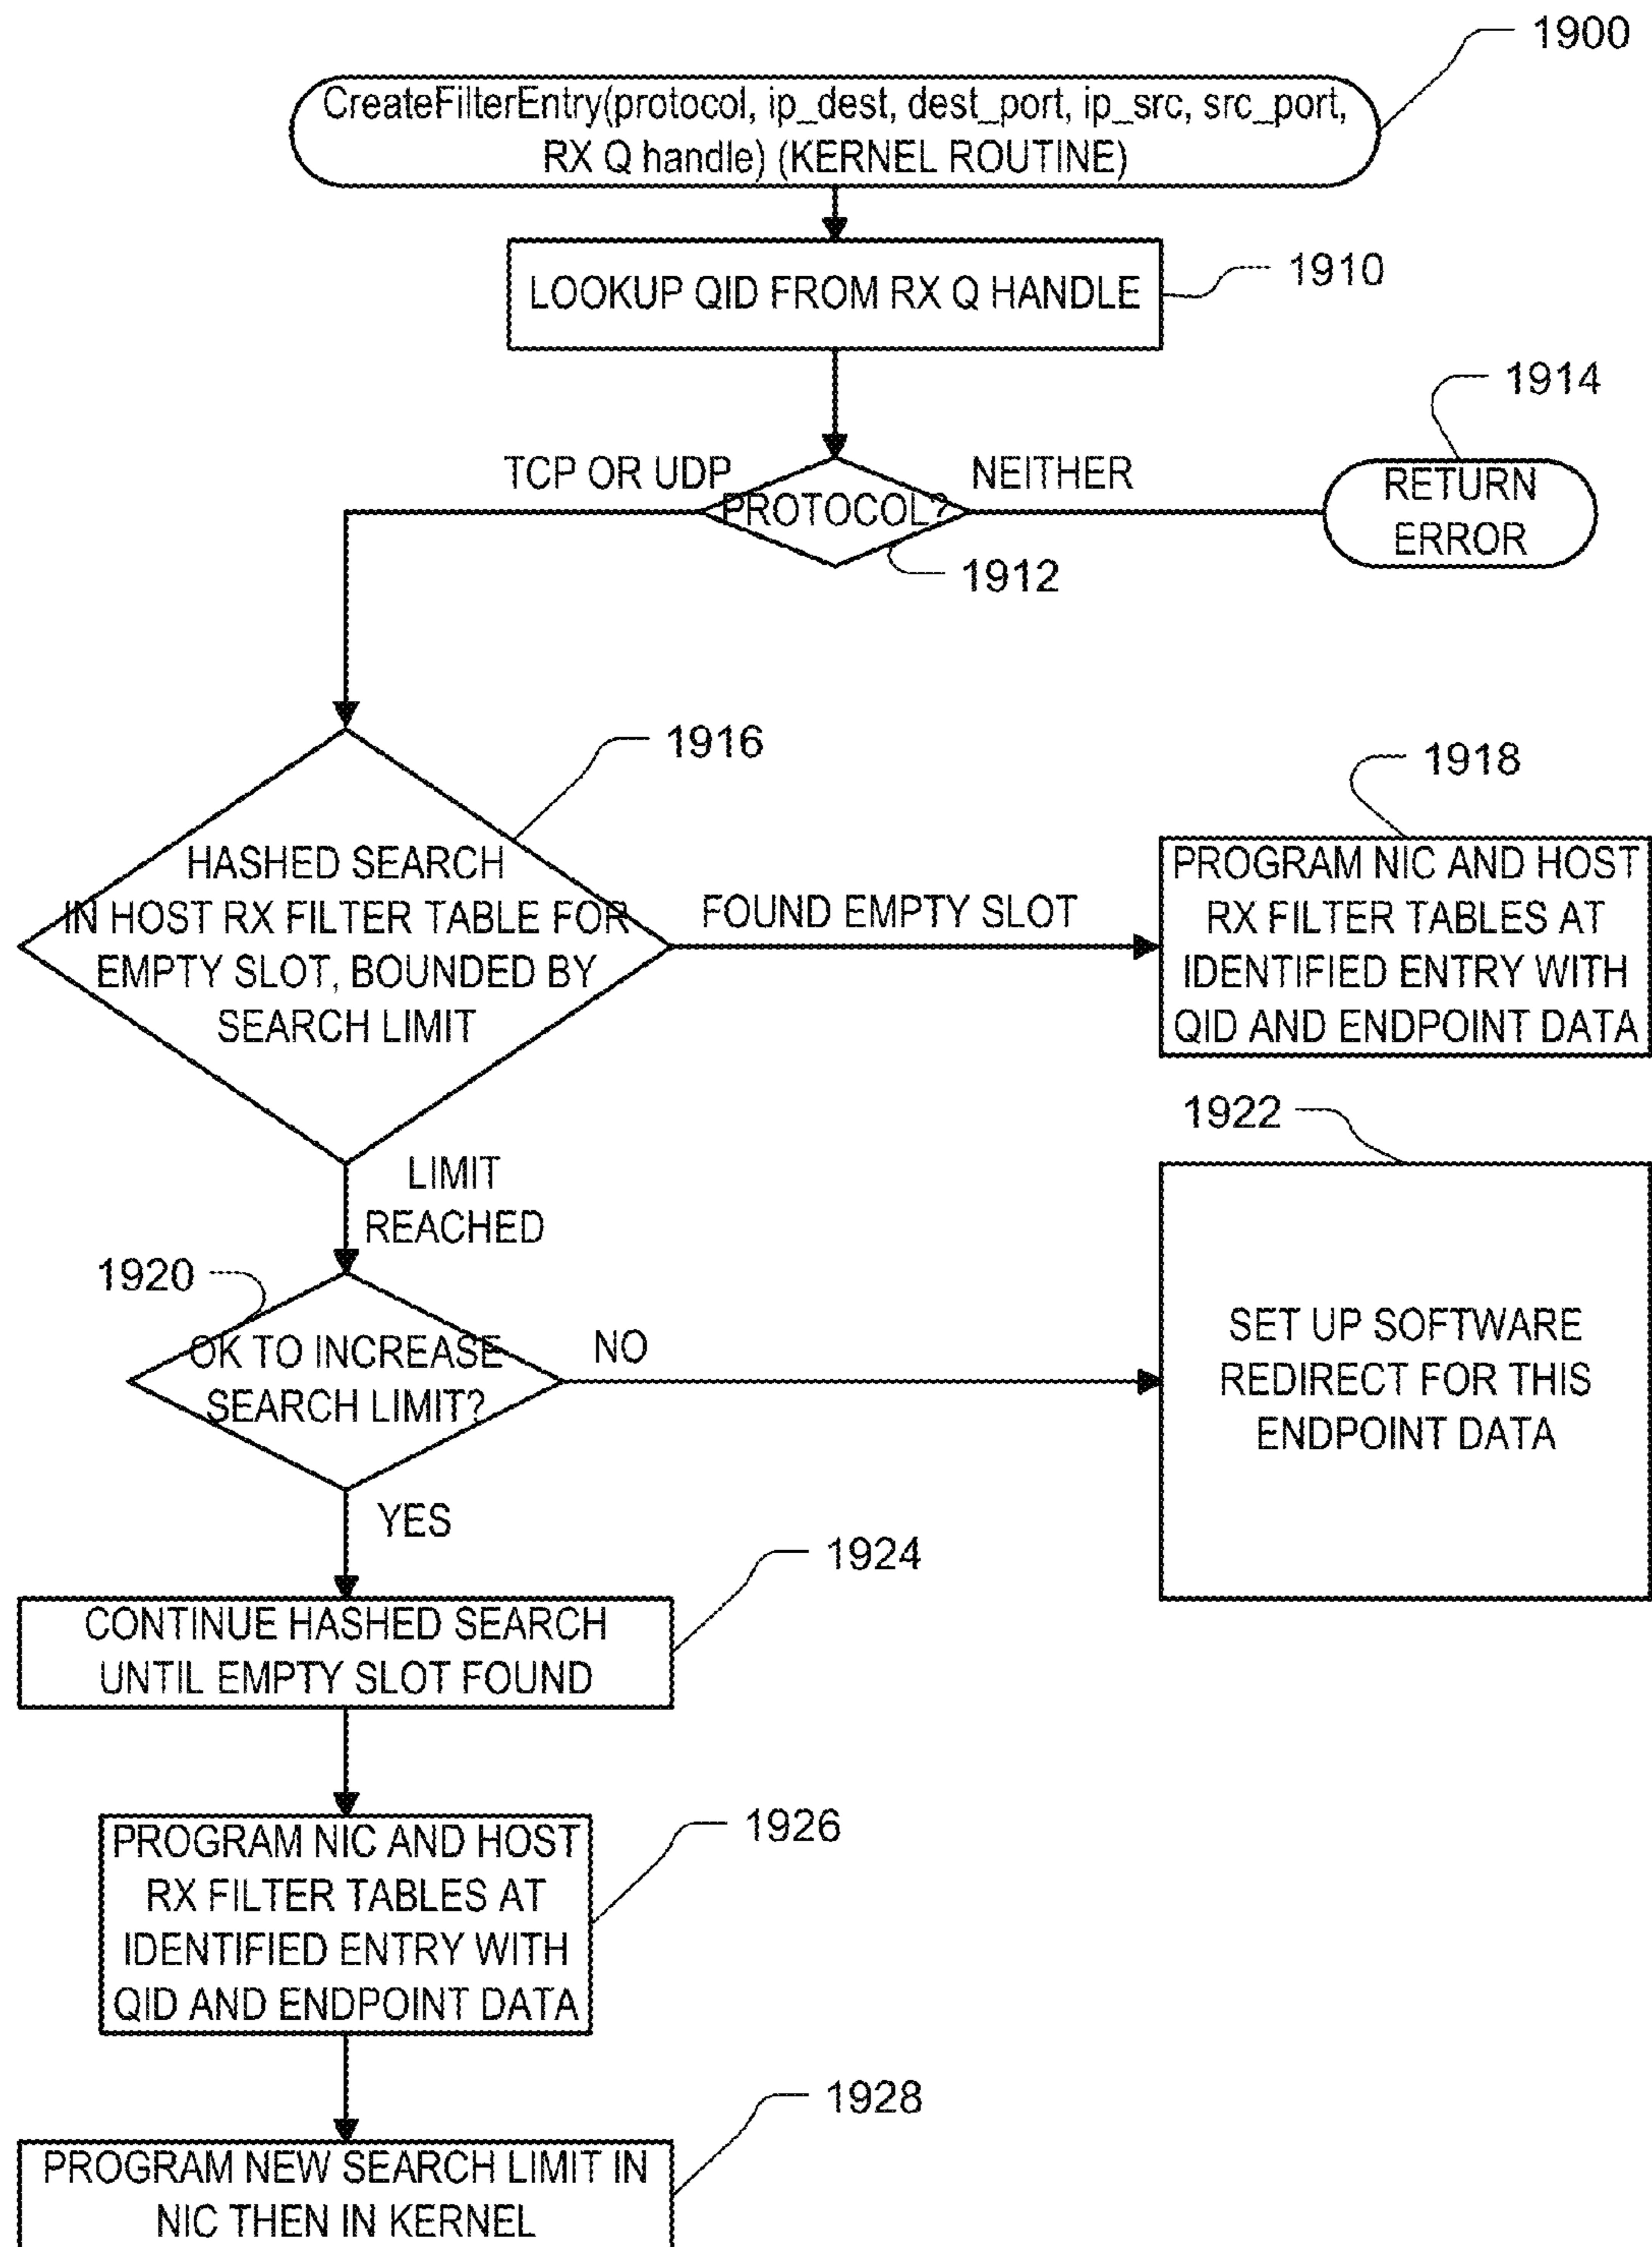 1900
CreateFilterEntry(protocol, ip_dest, dest_port, ip_src, src_port,
RX Q handle) (KERNEL ROUTINE)
LOOKUP QID FROM RX Q HANDLE
1910
1914
TCP OR UDP
PROTOCOL?
NEITHER
RETURN
ERROR
1912
1916
HASHED SEARCH
IN HOST RX FILTER TABLE FOR
EMPTY SLOT, BOUNDED BY
SEARCH LIMIT
FOUND EMPTY SLOT
1918
PROGRAM NIC AND HOST
RX FILTER TABLES AT
IDENTIFIED ENTRY WITH
QID AND ENDPOINT DATA
LIMIT
REACHED
1920
OK TO INCREASE
SEARCH LIMIT?
NO
1922
SET UP SOFTWARE
REDIRECT FOR THIS
ENDPOINT DATA
YES
1924
CONTINUE HASHED SEARCH
UNTIL EMPTY SLOT FOUND
1926
PROGRAM NIC AND HOST
RX FILTER TABLES AT
IDENTIFIED ENTRY WITH
QID AND ENDPOINT DATA
1928
PROGRAM NEW SEARCH LIMIT IN
NIC THEN IN KERNEL